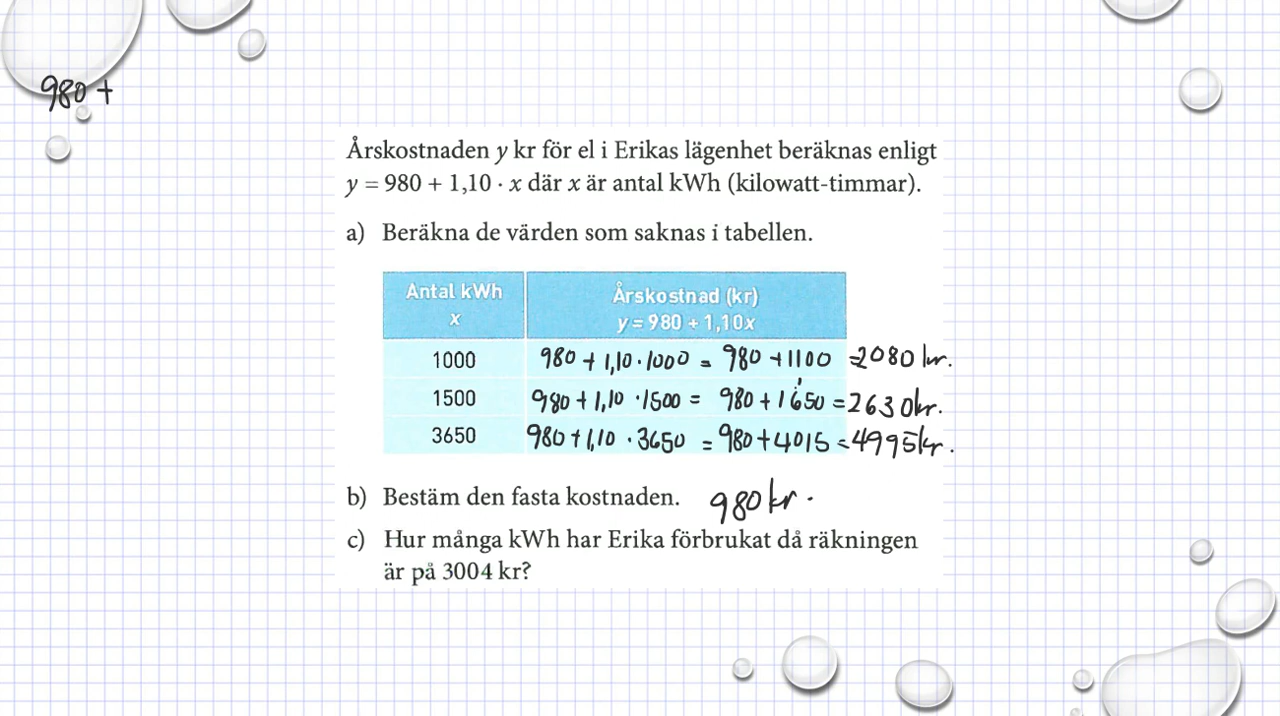 980 +
Årskostnaden y kr för el i Erikas lägenhet beräknas enligt
y = 980 + 1,10 · x där x är antal kWh (kilowatt-timmar).
a) Beräkna de värden som saknas i tabellen.
Antal kWh x Årskostnad (kr) y = 980 + 1,10x
1000 980 + 1,10 · 1000 = 980 + 1100 = 2080 kr.
1500 980 + 1,10 · 1500 = 980 + 1650 = 2630 kr.
3650 980 + 1,10 · 3650 = 980 + 4015 = 4995 kr.
b) Bestäm den fasta kostnaden. 980 kr.
c) Hur många kWh har Erika förbrukat då räkningen
är på 3004 kr?